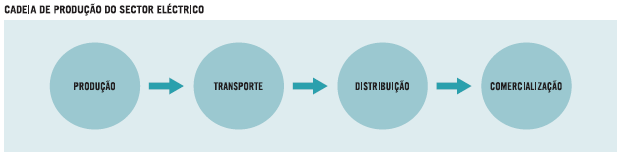 CADEIA DE PRODUÇÃO DO SECTOR ELÉCTRICO
PRODUÇÃO
TRANSPORTE
DISTRIBUIÇÃO
COMERCIALIZAÇÃO